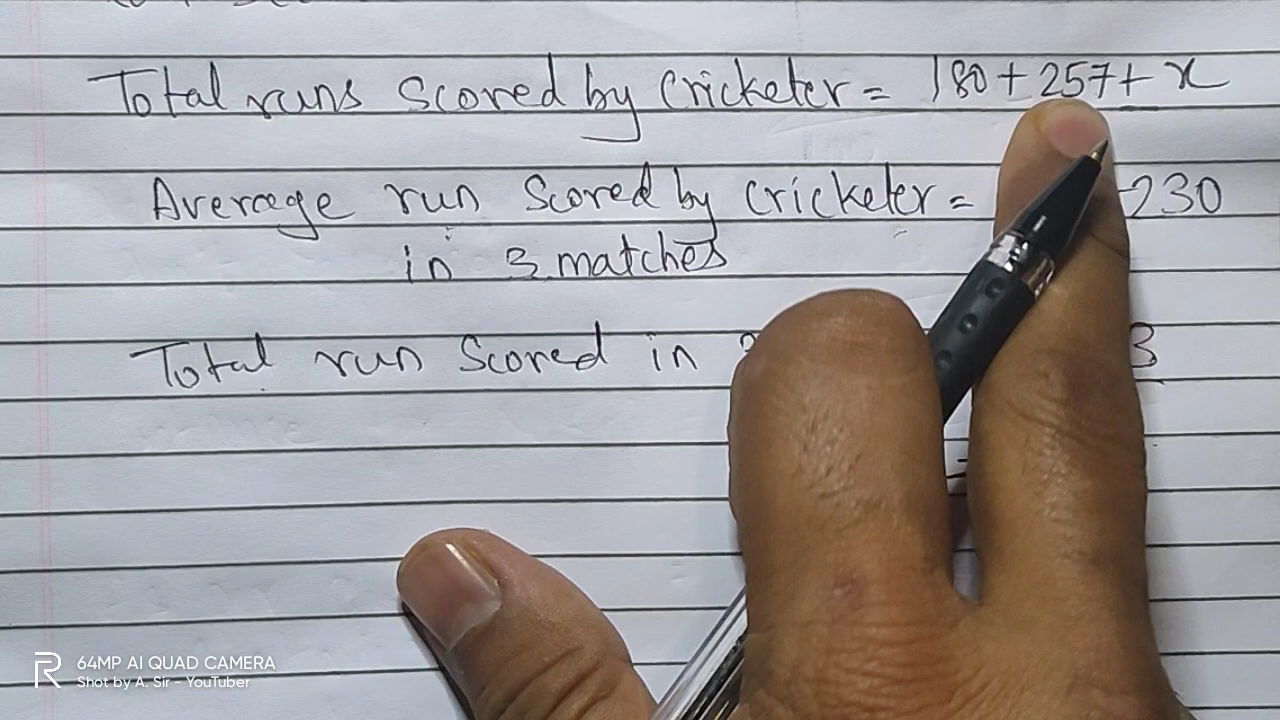 Total runs scored by cricketer = 180 + 257 + x
Average run scored by cricketer = 230
in 3 matches
Total run scored in 3
64MP AI QUAD CAMERA
Shot by A. Sir - YouTuber